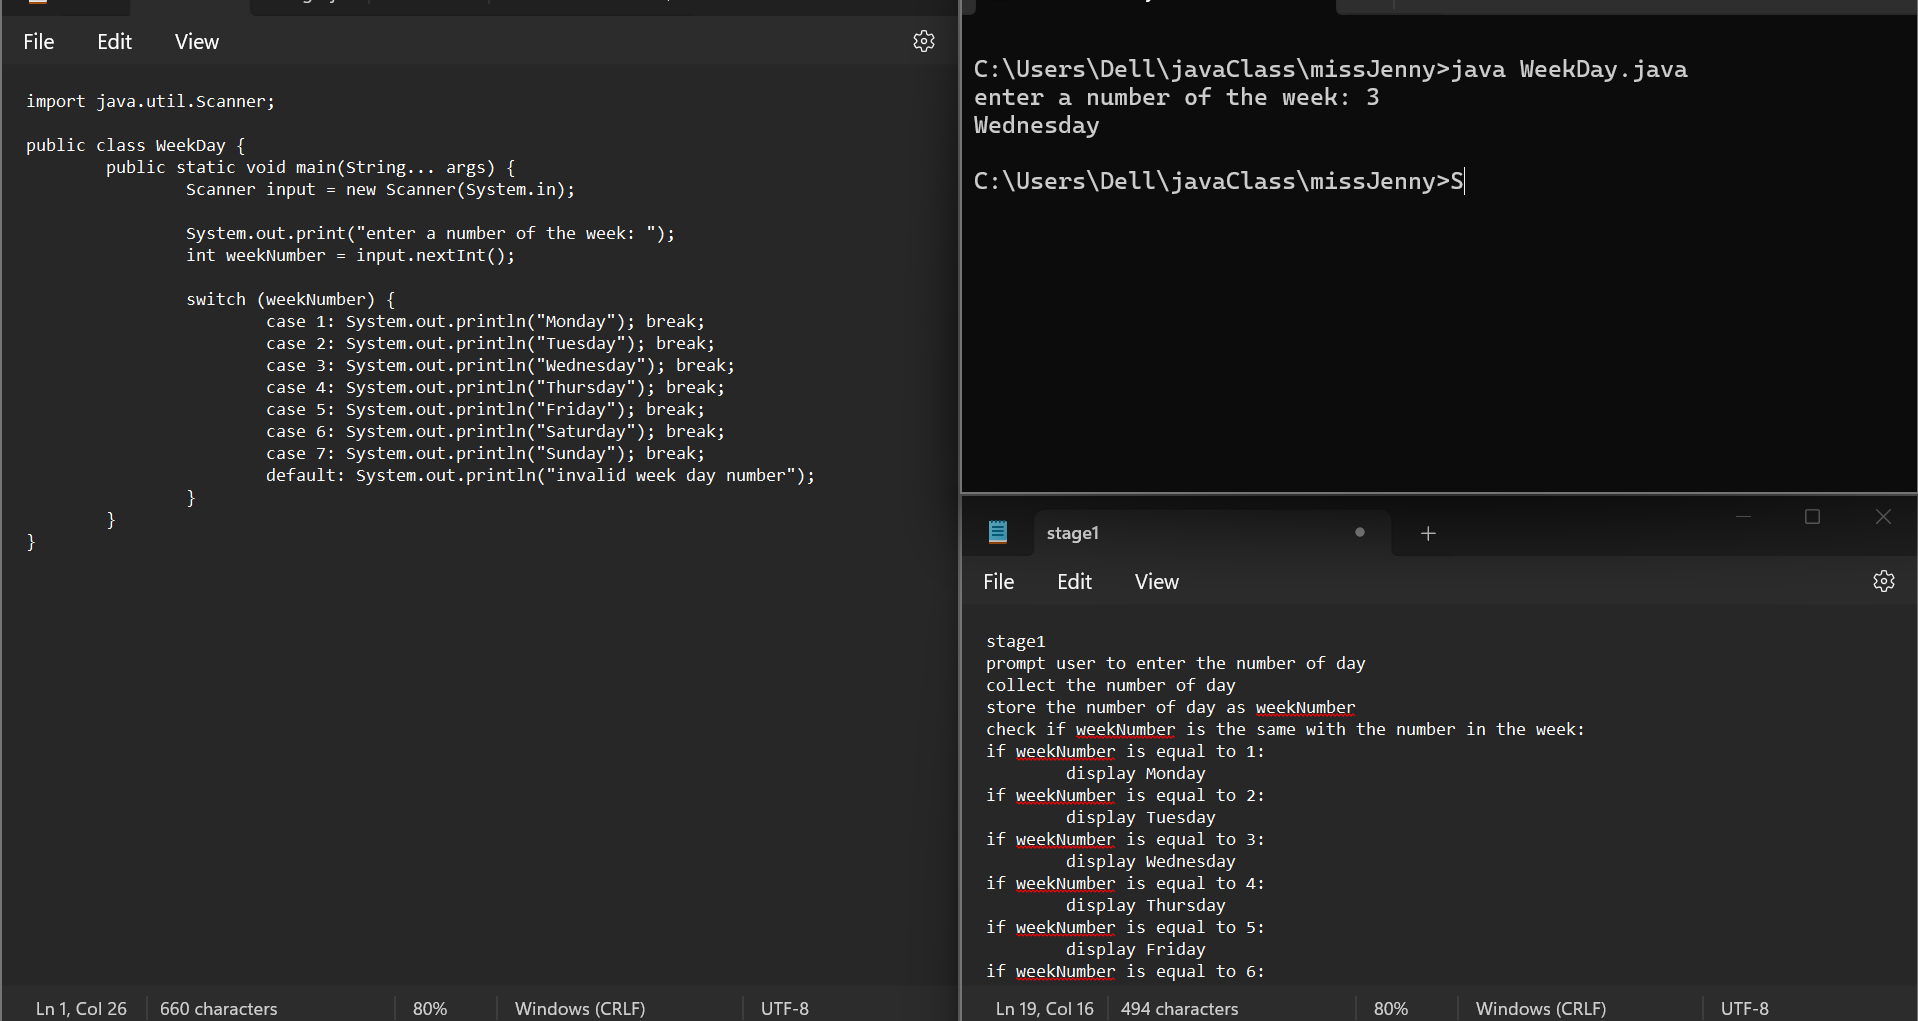 File Edit View
import java.util.Scanner;
public class WeekDay {
public static void main(String... args) {
Scanner input = new Scanner(System.in);
System.out.print("enter a number of the week: ");
int weekNumber = input.nextInt();
switch (weekNumber) {
case 1: System.out.println("Monday"); break;
case 2: System.out.println("Tuesday"); break;
case 3: System.out.println("Wednesday"); break;
case 4: System.out.println("Thursday"); break;
case 5: System.out.println("Friday"); break;
case 6: System.out.println("Saturday"); break;
case 7: System.out.println("Sunday"); break;
default: System.out.println("invalid week day number");
}
}
}
Ln 1, Col 26 660 characters 80% Windows (CRLF) UTF-8
C:\Users\Dell\javaClass\missJenny>java WeekDay.java
enter a number of the week: 3
Wednesday
C:\Users\Dell\javaClass\missJenny>S
stage1
File Edit View
stage1
prompt user to enter the number of day
collect the number of day
store the number of day as weekNumber
check if weekNumber is the same with the number in the week:
if weekNumber is equal to 1:
display Monday
if weekNumber is equal to 2:
display Tuesday
if weekNumber is equal to 3:
display Wednesday
if weekNumber is equal to 4:
display Thursday
if weekNumber is equal to 5:
display Friday
if weekNumber is equal to 6:
Ln 19, Col 16 494 characters 80% Windows (CRLF) UTF-8